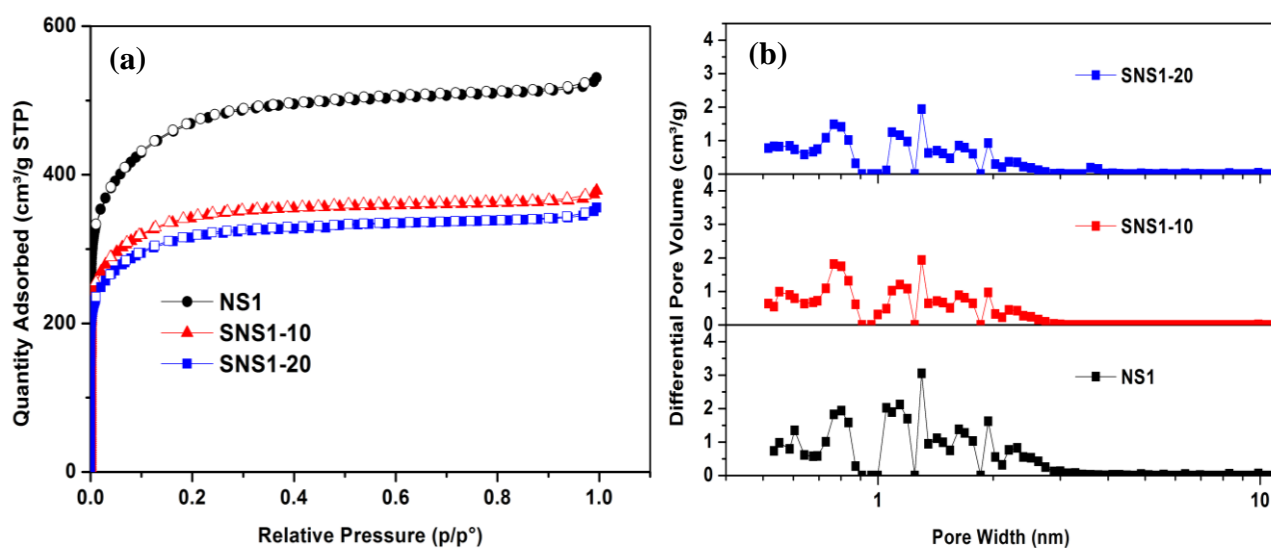 (a)
Quantity Adsorbed (cm³/g STP)
600
400
200
0
NS1
SNS1-10
SNS1-20
0.0 0.2 0.4 0.6 0.8 1.0
Relative Pressure (p/p°)
(b)
Differential Pore Volume (cm³/g)
4
3
2
1
0
SNS1-20
4
3
2
1
0
SNS1-10
4
3
2
1
0
NS1
1 10
Pore Width (nm)